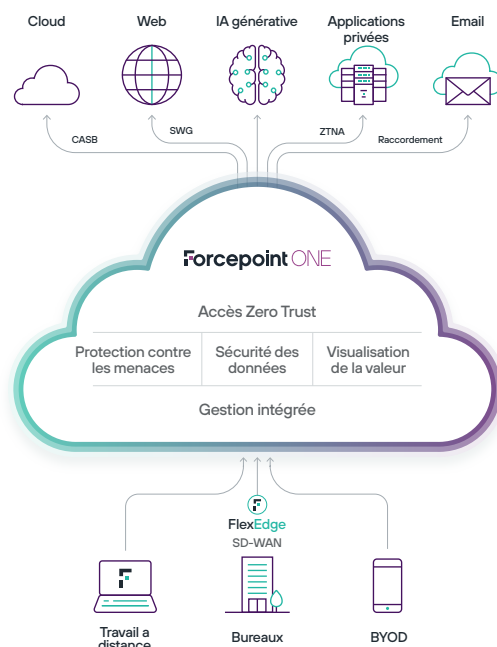 Cloud
Web
IA générative
Applications
privées
Email
CASB
SWG
ZTNA
Raccordement
Forcepoint ONE
Accès Zero Trust
Protection contre
les menaces
Sécurité des
données
Visualisation
de la valeur
Gestion intégrée
FlexEdge
SD-WAN
Travail a
distance
Bureaux
BYOD